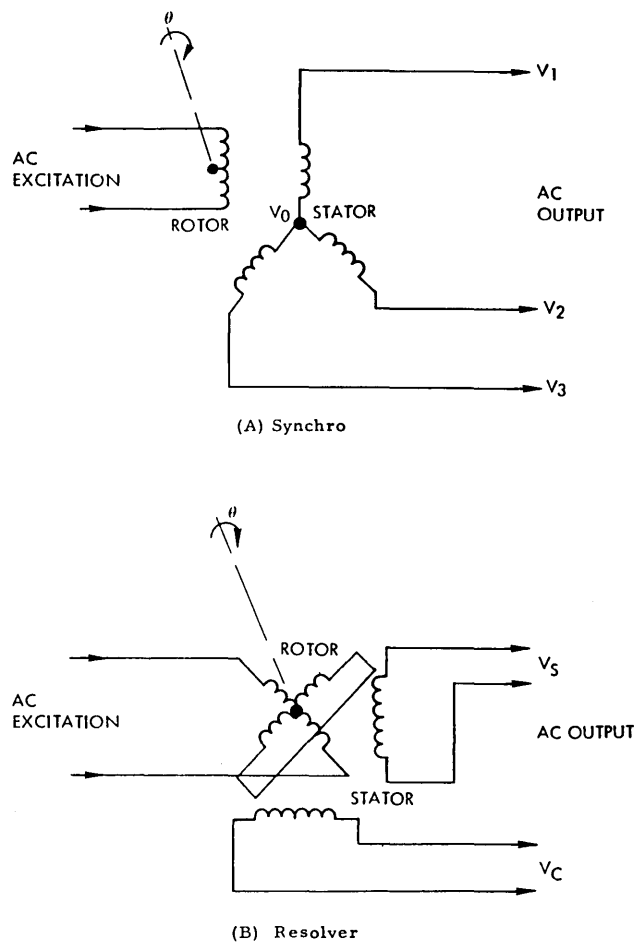 θ
V1
AC
EXCITATION
AC
OUTPUT
ROTOR
V0 STATOR
V2
V3
(A) Synchro
θ
ROTOR
AC
EXCITATION
VS
AC OUTPUT
STATOR
VC
(B) Resolver